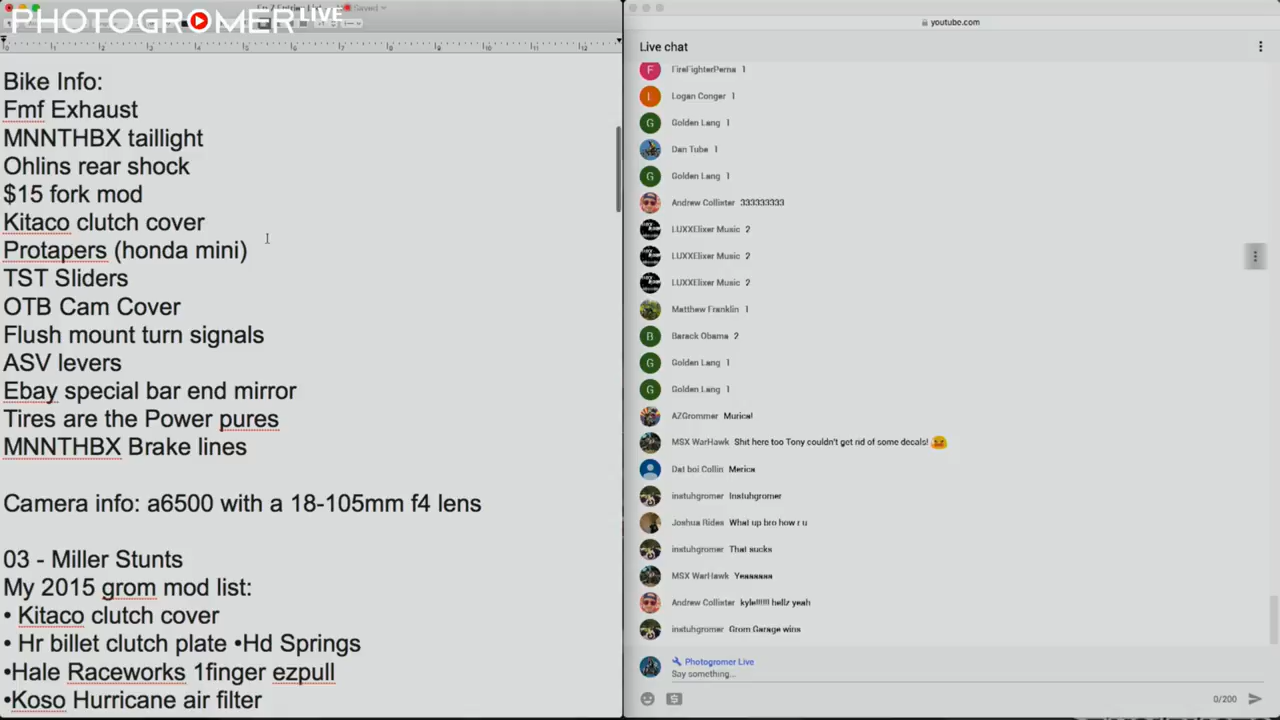 PHOTOGROMER LIVE
Bike Info:
Fmf Exhaust
MNNTHBX taillight
Ohlins rear shock
$15 fork mod
Kitaco clutch cover
Protapers (honda mini)
TST Sliders
OTB Cam Cover
Flush mount turn signals
ASV levers
Ebay special bar end mirror
Tires are the Power pures
MNNTHBX Brake lines
Camera info: a6500 with a 18-105mm f4 lens
03 - Miller Stunts
My 2015 grom mod list:
• Kitaco clutch cover
• Hr billet clutch plate •Hd Springs
•Hale Raceworks 1finger ezpull
•Koso Hurricane air filter
youtube.com
Live chat
F FireFighterPerna 1
L Logan Conger 1
G Golden Lang 1
Dan Tube 1
G Golden Lang 1
Andrew Collixter 333333333
LUXXElixer Music 2
LUXXElixer Music 2
LUXXElixer Music 2
Matthew Franklin 1
B Barack Obama 2
G Golden Lang 1
G Golden Lang 1
AZGrommer Murica!
MSX WarHawk Shit here too Tony couldn't get rid of some decals!
Dat boi Collin Merica
instuhgromer Instuhgromer
Joshua Rides What up bro how r u
instuhgromer That sucks
MSX WarHawk Yeaaaaaa
Andrew Collixter kyle!!!!!! hellz yeah
instuhgromer Grom Garage wins
Photogromer Live
Say something...
0/200